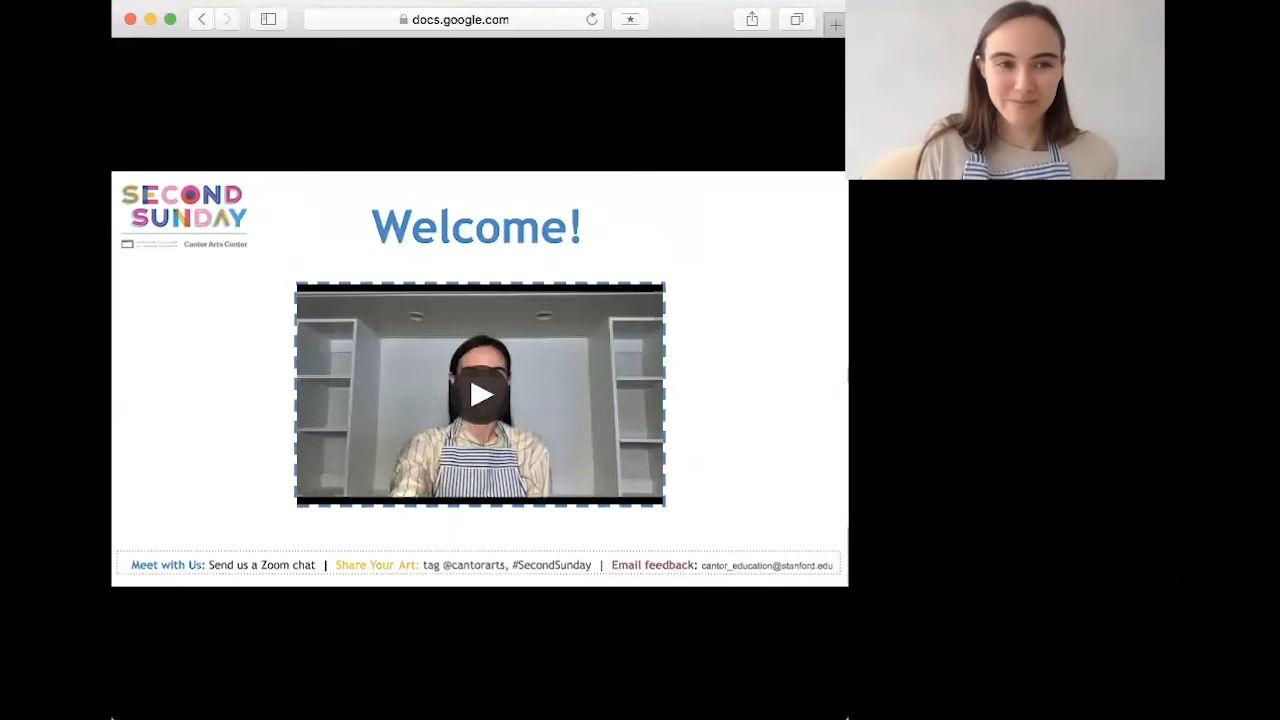 docs.google.com
SECOND
SUNDAY
Cantor Arts Center
Welcome!
Meet with Us: Send us a Zoom chat | Share Your Art: tag @cantorarts, #SecondSunday | Email feedback: cantor_education@stanford.edu